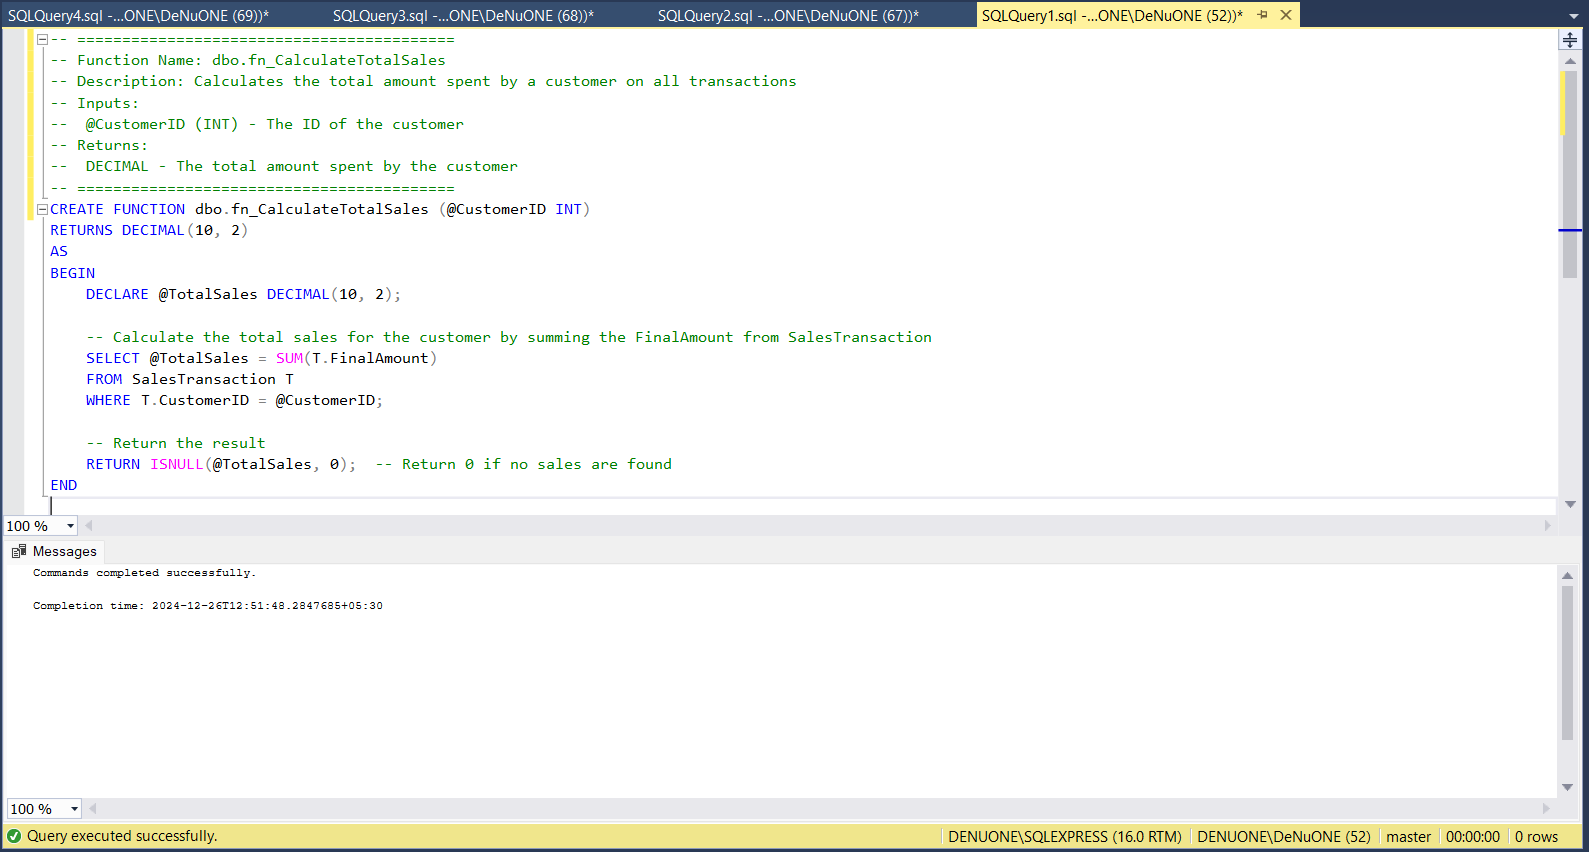 SQLQuery4.sql -...ONE\DeNuONE (69))* SQLQuery3.sql -...ONE\DeNuONE (68))* SQLQuery2.sql -...ONE\DeNuONE (67))* SQLQuery1.sql -...ONE\DeNuONE (52))*
-- ==========================================
-- Function Name: dbo.fn_CalculateTotalSales
-- Description: Calculates the total amount spent by a customer on all transactions
-- Inputs:
--  @CustomerID (INT) - The ID of the customer
-- Returns:
--  DECIMAL - The total amount spent by the customer
-- ==========================================
CREATE FUNCTION dbo.fn_CalculateTotalSales (@CustomerID INT)
RETURNS DECIMAL(10, 2)
AS
BEGIN
    DECLARE @TotalSales DECIMAL(10, 2);
    -- Calculate the total sales for the customer by summing the FinalAmount from SalesTransaction
    SELECT @TotalSales = SUM(T.FinalAmount)
    FROM SalesTransaction T
    WHERE T.CustomerID = @CustomerID;
    -- Return the result
    RETURN ISNULL(@TotalSales, 0);  -- Return 0 if no sales are found
END
100 %
Messages
Commands completed successfully.
Completion time: 2024-12-26T12:51:48.2847685+05:30
100 %
Query executed successfully. DENUONE\SQLEXPRESS (16.0 RTM) DENUONE\DeNuONE (52) master 00:00:00 0 rows